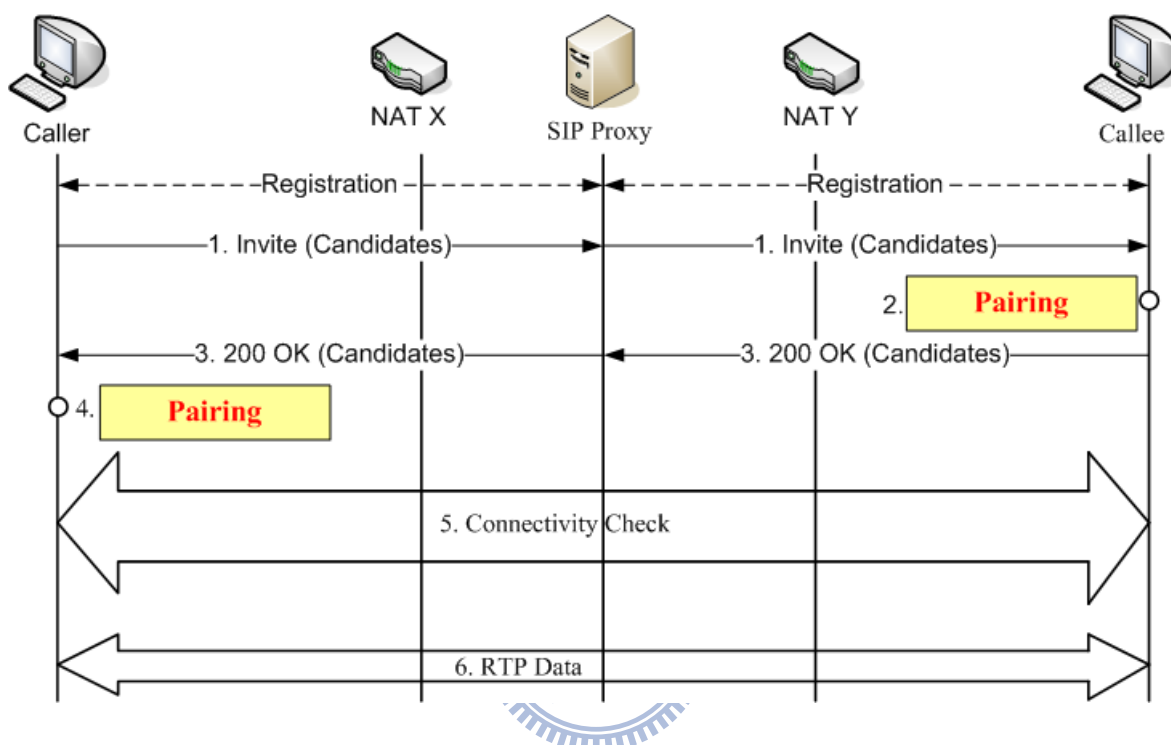 Caller
NAT X
SIP Proxy
NAT Y
Callee
Registration
Registration
1. Invite (Candidates)
1. Invite (Candidates)
2. Pairing
3. 200 OK (Candidates)
3. 200 OK (Candidates)
4. Pairing
5. Connectivity Check
6. RTP Data